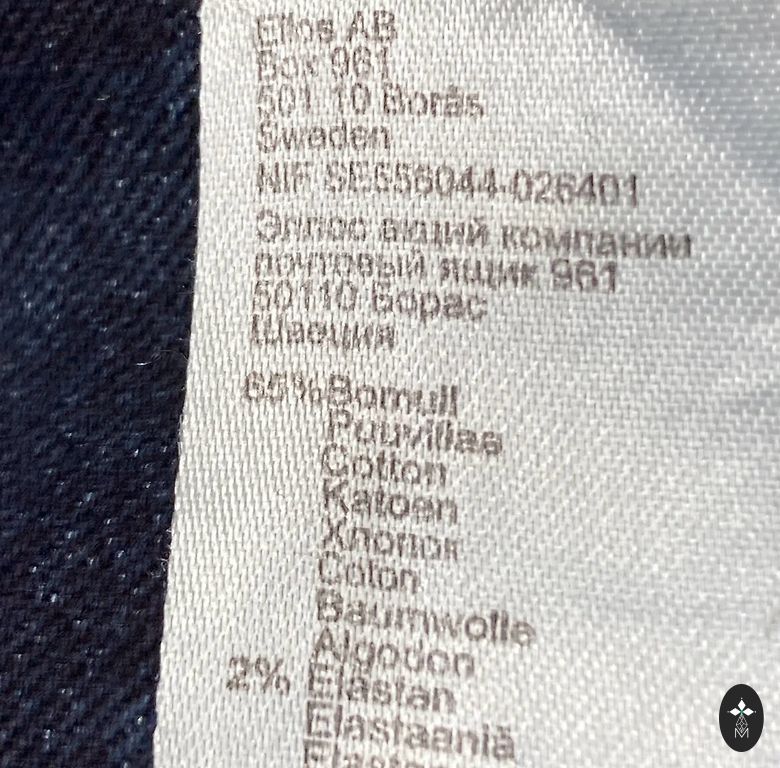 Ellos AB
Box 961
501 10 Borås
Sweden
NIF SE556044-026401
Эллос акций компании
почтовый ящик 961
50110 Борас
Швеция
65% Bomull
Puuvillaa
Cotton
Katoen
Хлопок
Coton
Baumwolle
Algodon
2% Elastan
Elastaaniä
M